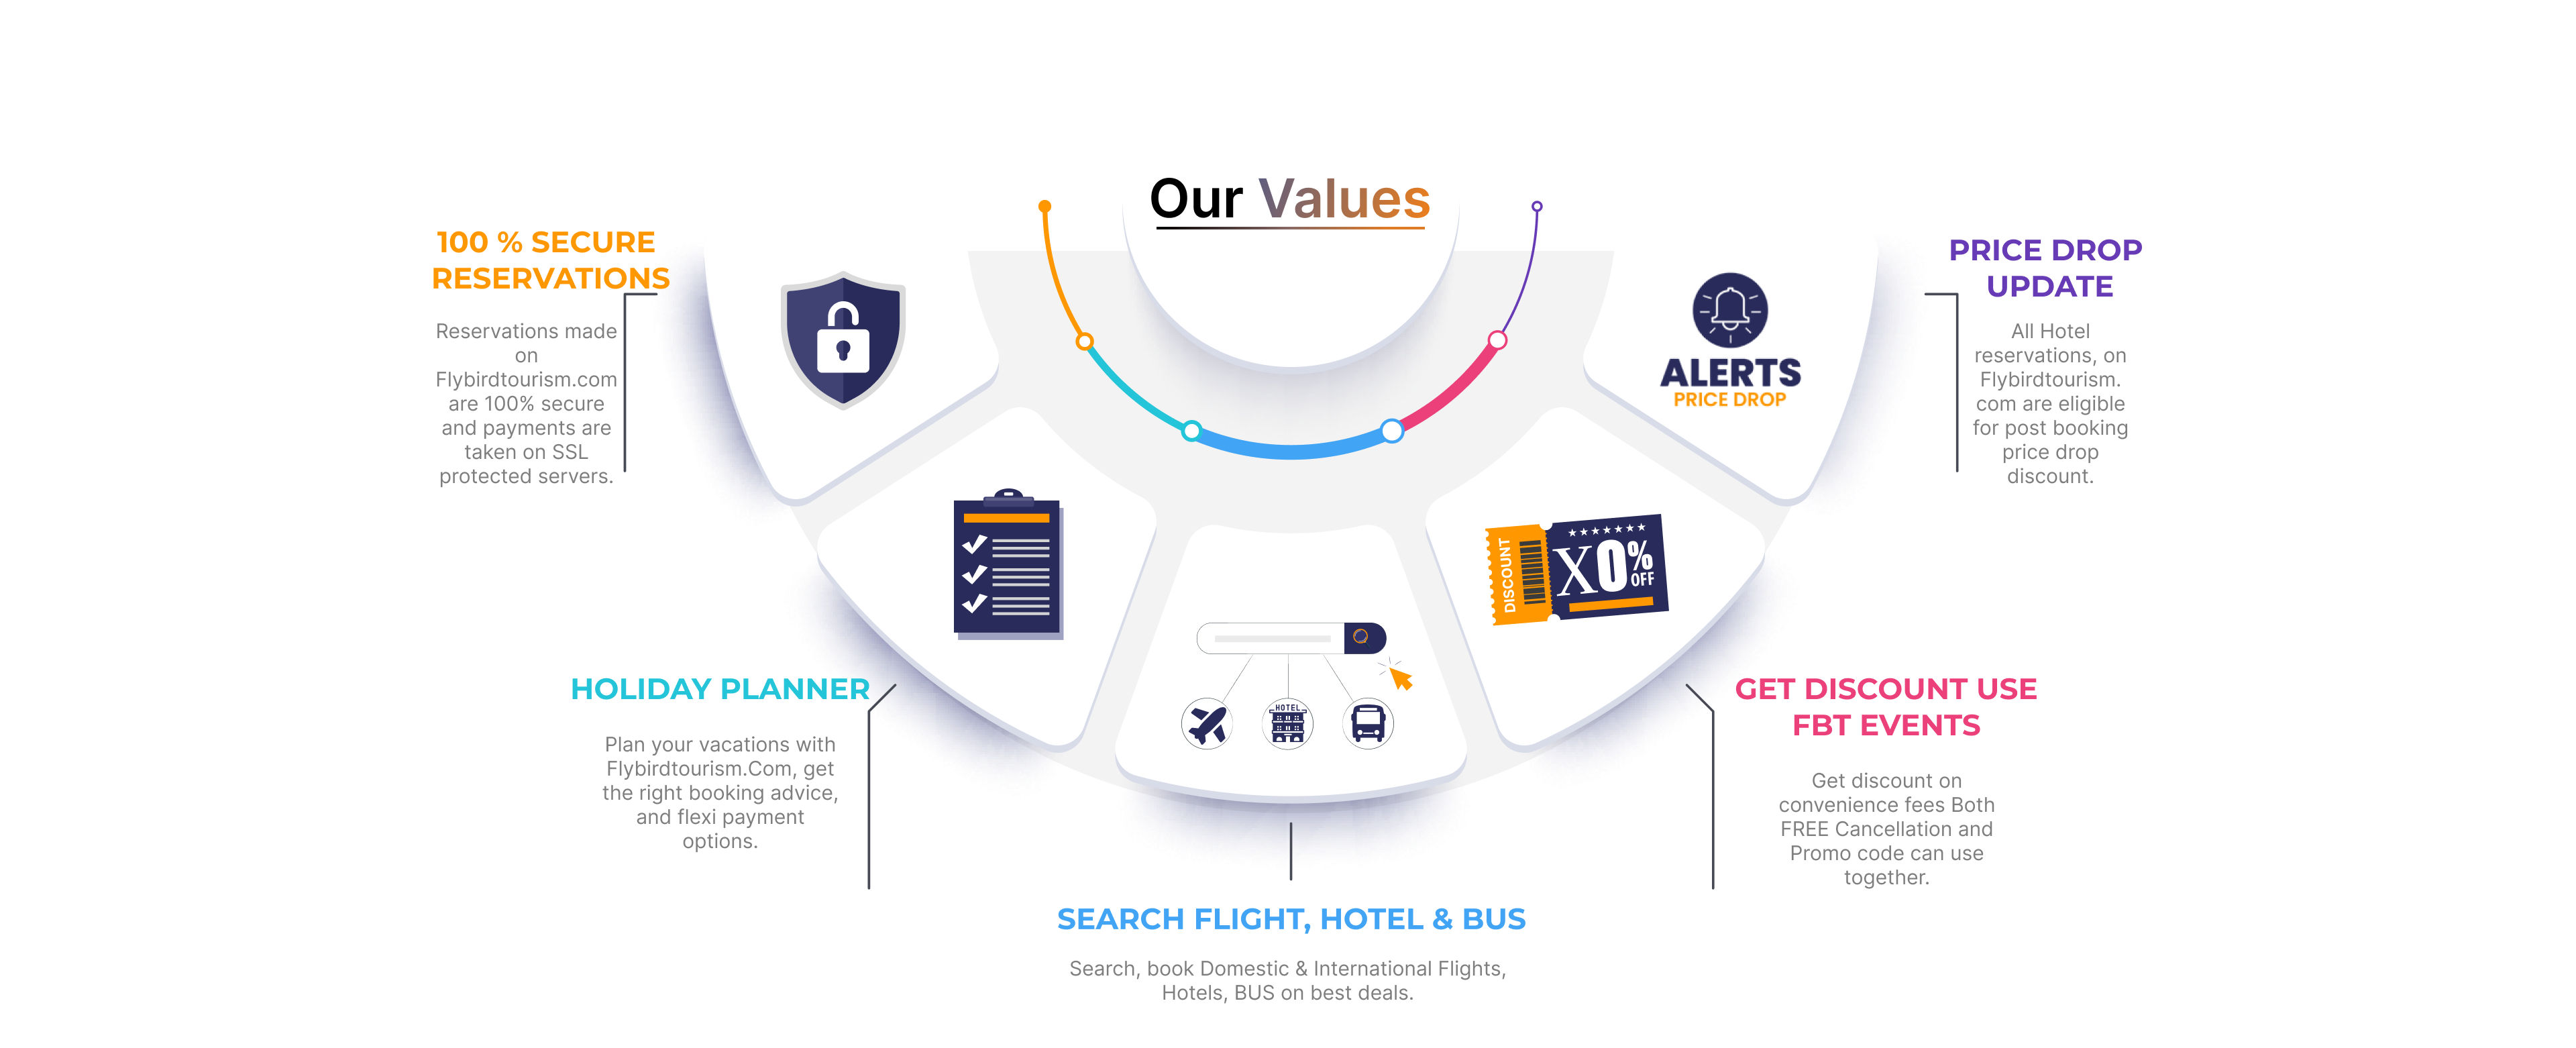 Our Values
100 % SECURE
RESERVATIONS
Reservations made
on
Flybirdtourism.com
are 100% secure
and payments are
taken on SSL
protected servers.
HOLIDAY PLANNER
Plan your vacations with
Flybirdtourism.Com, get
the right booking advice,
and flexi payment
options.
HOTEL
SEARCH FLIGHT, HOTEL & BUS
Search, book Domestic & International Flights,
Hotels, BUS on best deals.
DISCOUNT
X0%
OFF
GET DISCOUNT USE
FBT EVENTS
Get discount on
convenience fees Both
FREE Cancellation and
Promo code can use
together.
ALERTS
PRICE DROP
PRICE DROP
UPDATE
All Hotel
reservations, on
Flybirdtourism.
com are eligible
for post booking
price drop
discount.